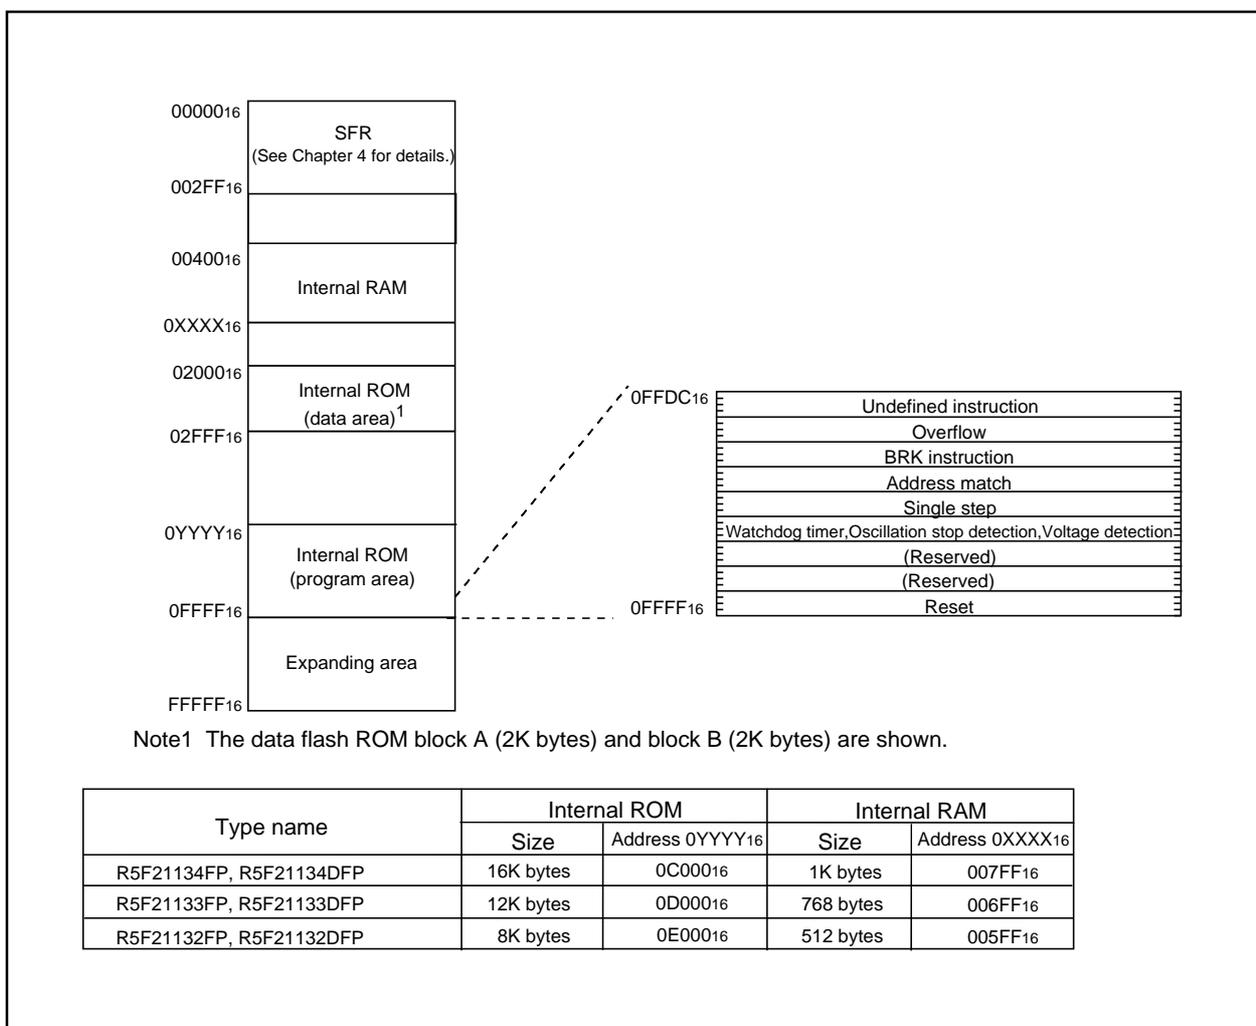 0000016
SFR
(See Chapter 4 for details.)
002FF16
0040016
Internal RAM
0XXXX16
0200016
Internal ROM
(data area)1
02FFF16
0YYYY16
Internal ROM
(program area)
0FFFF16
Expanding area
FFFFF16
0FFDC16
Undefined instruction
Overflow
BRK instruction
Address match
Single step
Watchdog timer,Oscillation stop detection,Voltage detection
(Reserved)
(Reserved)
0FFFF16 Reset
Note1 The data flash ROM block A (2K bytes) and block B (2K bytes) are shown.
Type name Internal ROM Internal RAM
Size Address 0YYYY16 Size Address 0XXXX16
R5F21134FP, R5F21134DFP 16K bytes 0C00016 1K bytes 007FF16
R5F21133FP, R5F21133DFP 12K bytes 0D00016 768 bytes 006FF16
R5F21132FP, R5F21132DFP 8K bytes 0E00016 512 bytes 005FF16